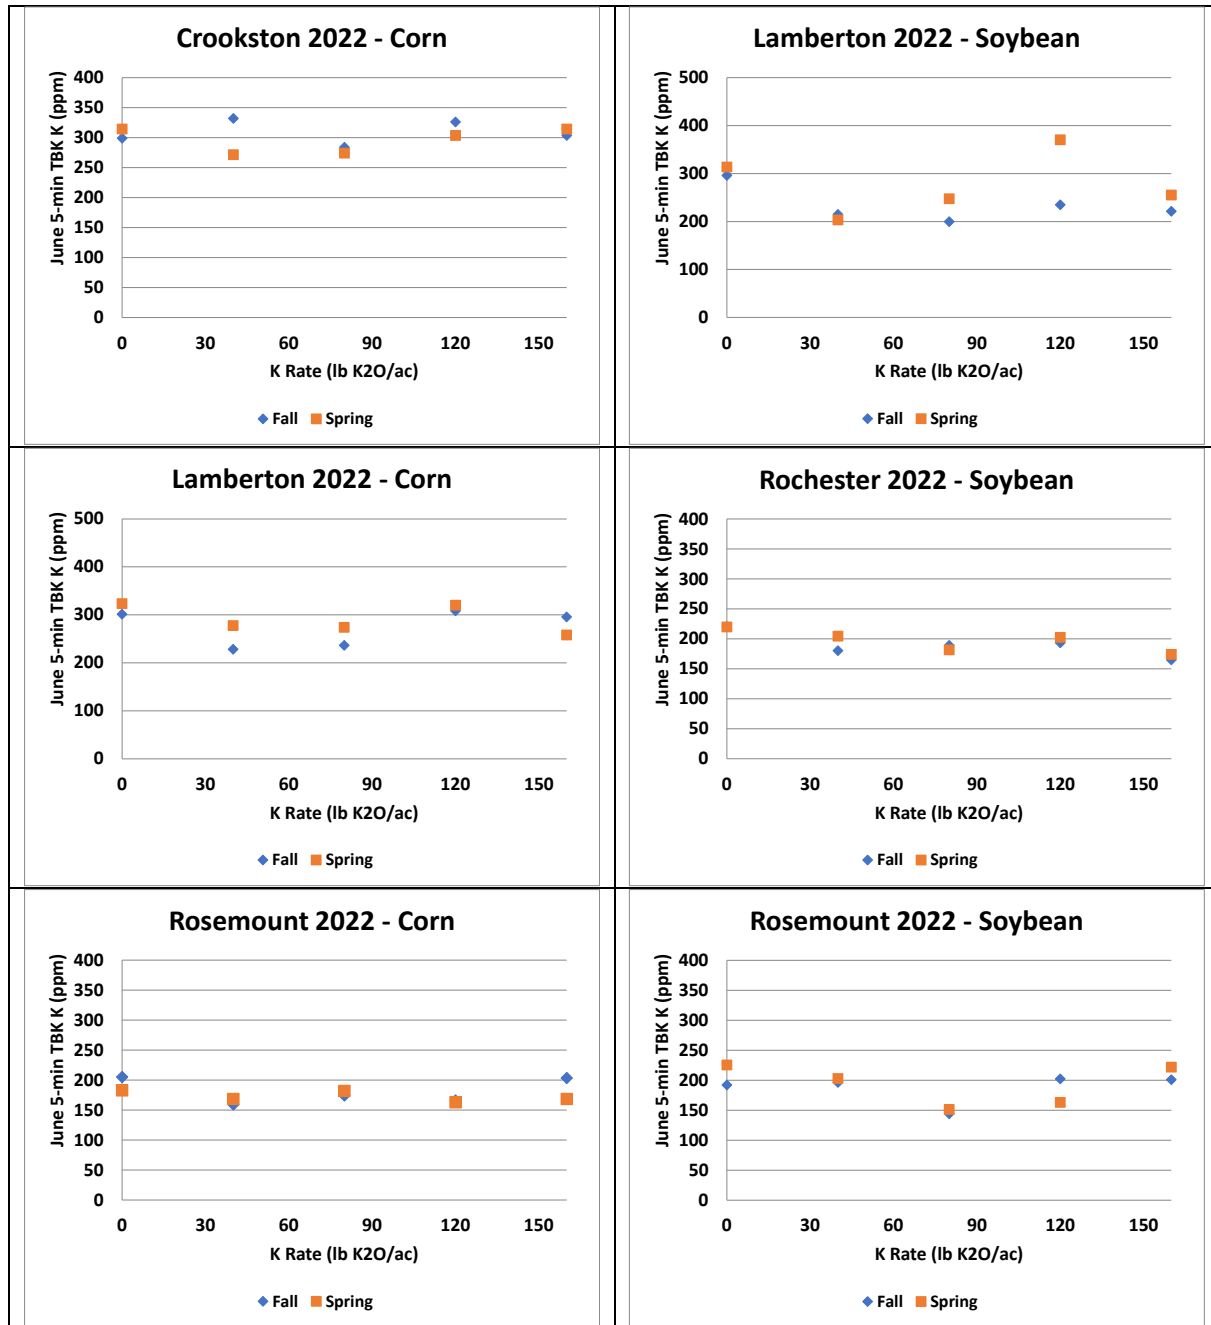 Crookston 2022 - Corn
June 5-min TBK K (ppm)
400
350
300
250
200
150
100
50
0
0 30 60 90 120 150
K Rate (lb K2O/ac)
Fall Spring
Lamberton 2022 - Soybean
June 5-min TBK K (ppm)
500
400
300
200
100
0
0 30 60 90 120 150
K Rate (lb K2O/ac)
Fall Spring
Lamberton 2022 - Corn
June 5-min TBK K (ppm)
500
400
300
200
100
0
0 30 60 90 120 150
K Rate (lb K2O/ac)
Fall Spring
Rochester 2022 - Soybean
June 5-min TBK K (ppm)
400
350
300
250
200
150
100
50
0
0 30 60 90 120 150
K Rate (lb K2O/ac)
Fall Spring
Rosemount 2022 - Corn
June 5-min TBK K (ppm)
400
350
300
250
200
150
100
50
0
0 30 60 90 120 150
K Rate (lb K2O/ac)
Fall Spring
Rosemount 2022 - Soybean
June 5-min TBK K (ppm)
400
350
300
250
200
150
100
50
0
0 30 60 90 120 150
K Rate (lb K2O/ac)
Fall Spring